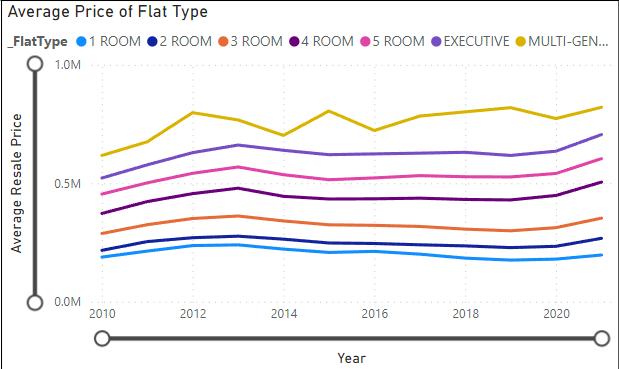 Average Price of Flat Type
_FlatType 1 ROOM 2 ROOM 3 ROOM 4 ROOM 5 ROOM EXECUTIVE MULTI-GEN...
1.0M
0.5M
0.0M
Average Resale Price
2010 2012 2014 2016 2018 2020
Year